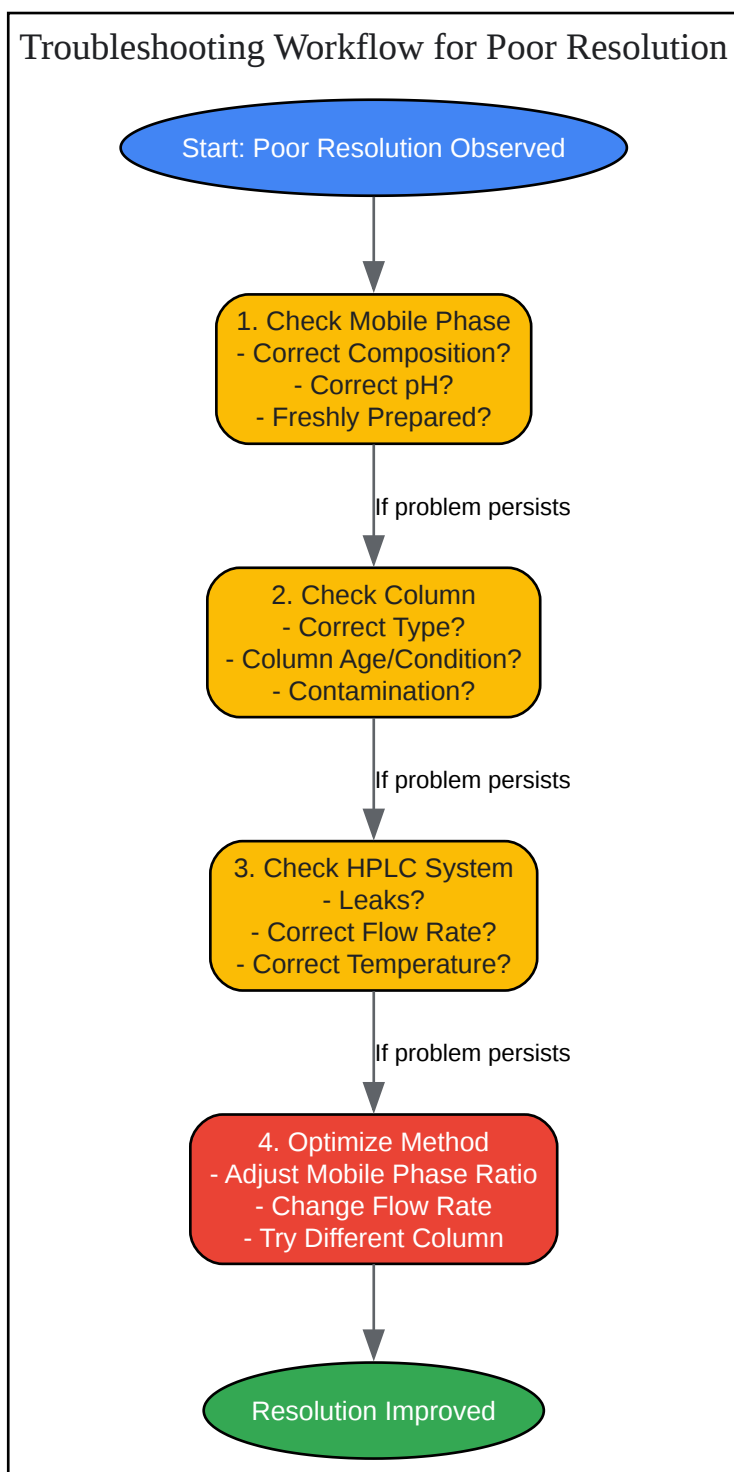 Troubleshooting Workflow for Poor Resolution
Start: Poor Resolution Observed
1. Check Mobile Phase
- Correct Composition?
- Correct pH?
- Freshly Prepared?
If problem persists
2. Check Column
- Correct Type?
- Column Age/Condition?
- Contamination?
If problem persists
3. Check HPLC System
- Leaks?
- Correct Flow Rate?
- Correct Temperature?
If problem persists
4. Optimize Method
- Adjust Mobile Phase Ratio
- Change Flow Rate
- Try Different Column
Resolution Improved